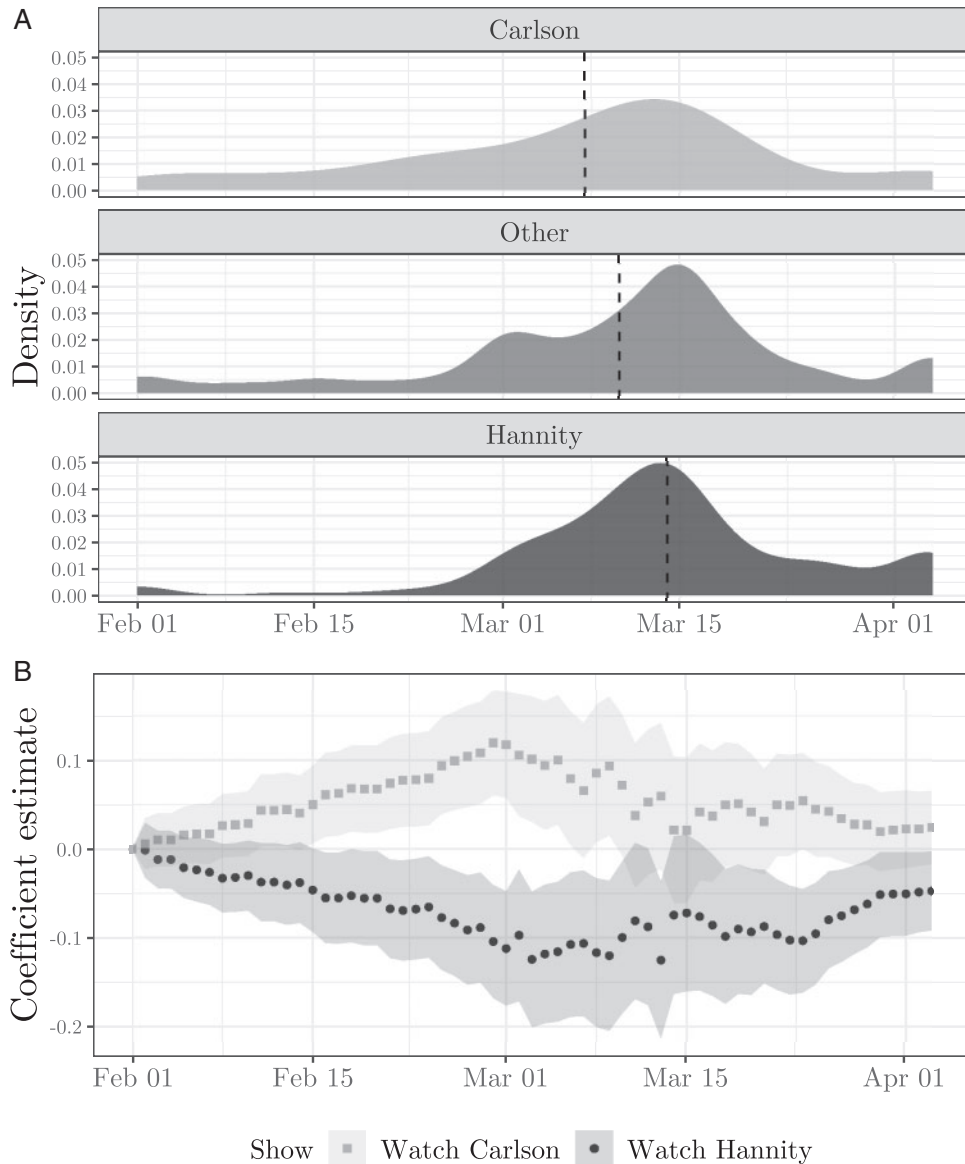 A
Carlson
0.05
0.04
0.03
0.02
0.01
0.00
Other
0.05
0.04
0.03
0.02
0.01
0.00
Density
Hannity
0.05
0.04
0.03
0.02
0.01
0.00
Feb 01 Feb 15 Mar 01 Mar 15 Apr 01
B
Coefficient estimate
0.1
0.0
-0.1
-0.2
Feb 01 Feb 15 Mar 01 Mar 15 Apr 01
Show Watch Carlson Watch Hannity